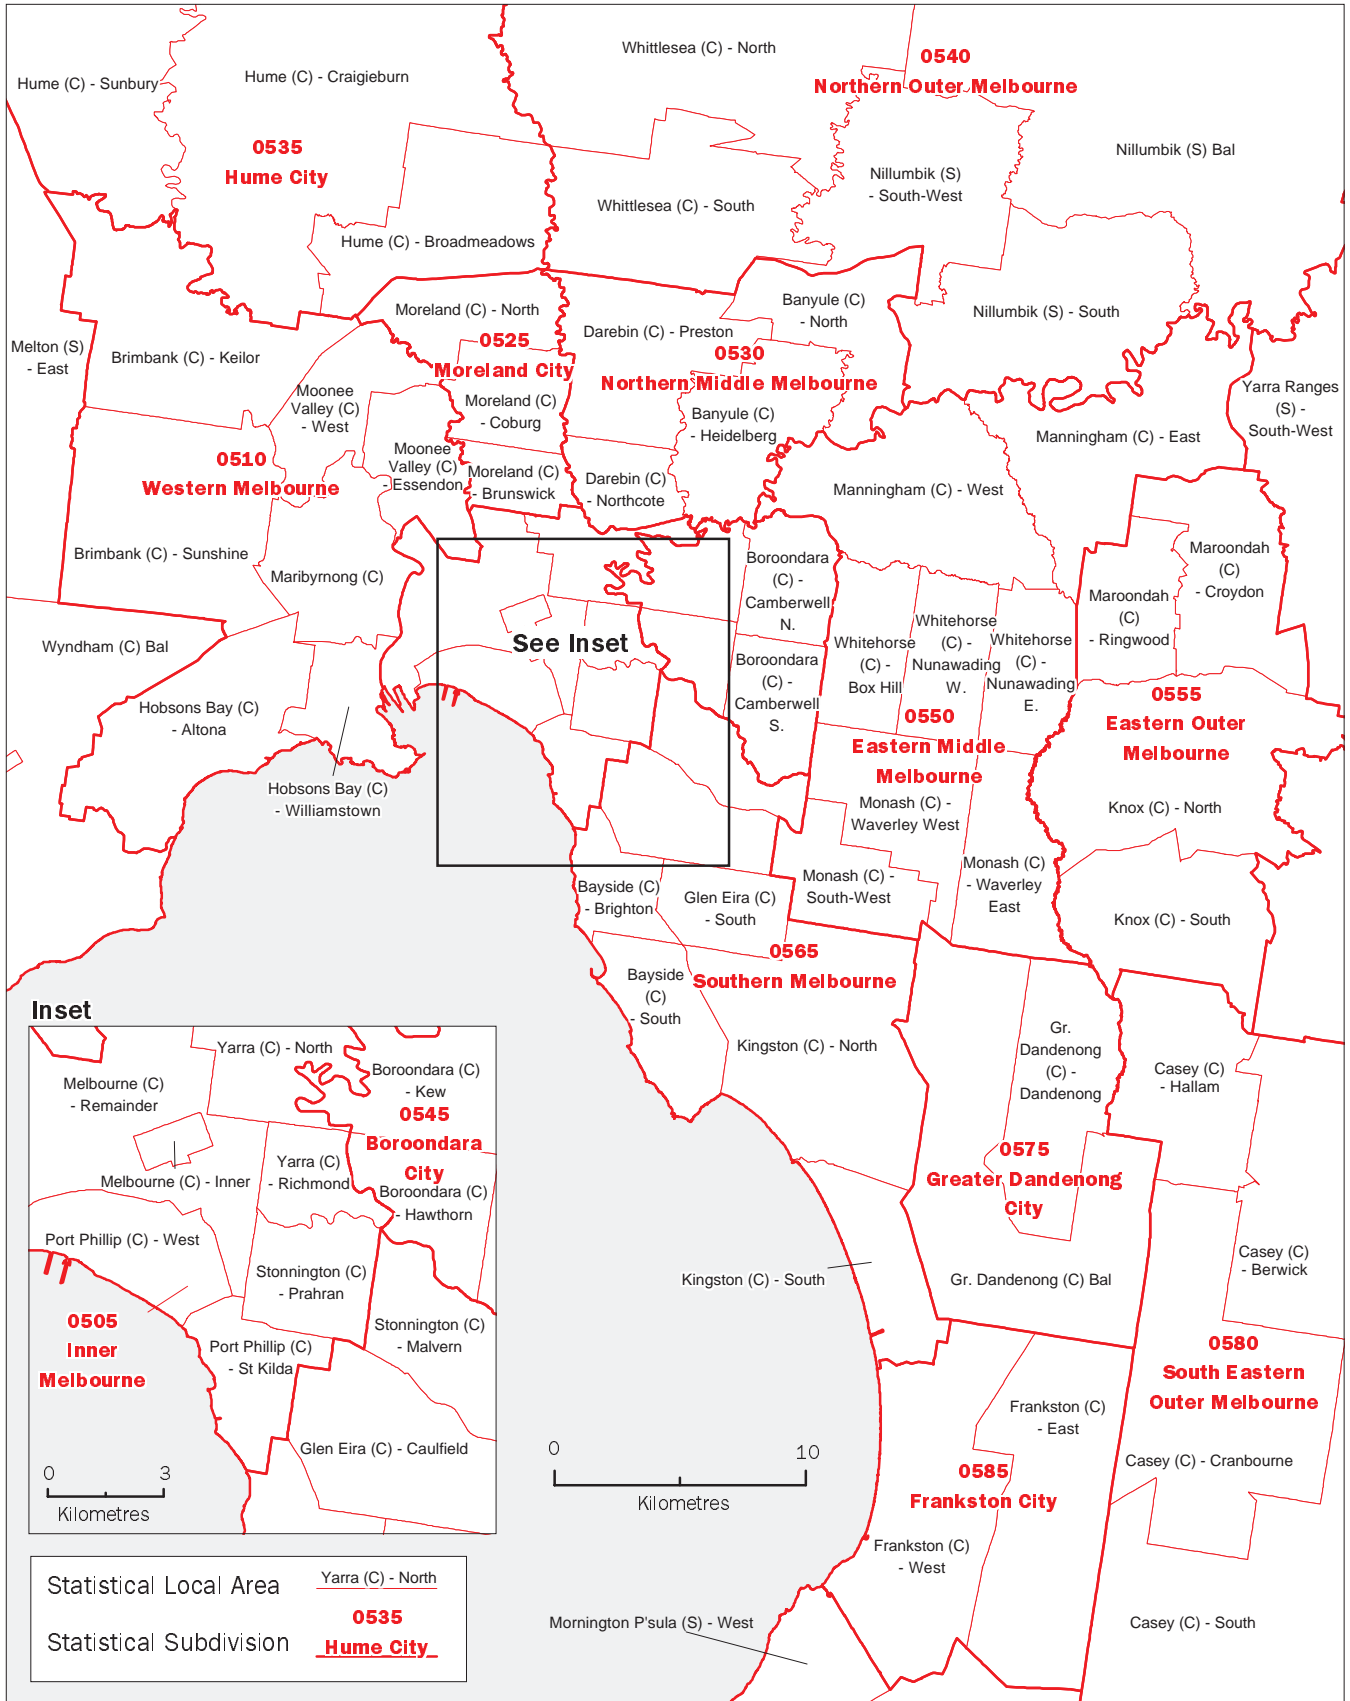 Whittlesea (C) - North
0540
Northern Outer Melbourne
Hume (C) - Sunbury
Hume (C) - Craigieburn
0535
Hume City
Nillumbik (S) Bal
Nillumbik (S)
- South-West
Whittlesea (C) - South
Hume (C) - Broadmeadows
Moreland (C) - North
Banyule (C)
- North
Nillumbik (S) - South
Darebin (C) - Preston
Melton (S)
- East
Brimbank (C) - Keilor
0525
Moreland City
0530
Northern Middle Melbourne
Yarra Ranges
(S) -
South-West
Moonee
Valley (C)
- West
Moreland (C)
- Coburg
Banyule (C)
- Heidelberg
Manningham (C) - East
0510
Western Melbourne
Moonee
Valley (C)
- Essendon
Moreland (C)
- Brunswick
Darebin (C)
- Northcote
Manningham (C) - West
Brimbank (C) - Sunshine
Maribyrnong (C)
Boroondara
(C) -
Camberwell
N.
Maroondah
(C)
- Croydon
Maroondah
(C)
- Ringwood
Wyndham (C) Bal
See Inset
Boroondara
(C) -
Camberwell
S.
Whitehorse
(C) -
Box Hill
Whitehorse
(C) -
Nunawading
W.
Whitehorse
(C) -
Nunawading
E.
Hobsons Bay (C)
- Altona
0550
Eastern Middle
Melbourne
0555
Eastern Outer
Melbourne
Hobsons Bay (C)
- Williamstown
Monash (C) -
Waverley West
Knox (C) - North
Bayside (C)
- Brighton
Glen Eira (C)
- South
Monash (C) -
South-West
Monash (C)
- Waverley
East
Knox (C) - South
0565
Southern Melbourne
Bayside
(C)
- South
Kingston (C) - North
Gr.
Dandenong
(C) -
Dandenong
Casey (C)
- Hallam
0575
Greater Dandenong
City
Kingston (C) - South
Gr. Dandenong (C) Bal
Casey (C)
- Berwick
0580
South Eastern
Outer Melbourne
Frankston (C)
- East
Casey (C) - Cranbourne
0585
Frankston City
Frankston (C)
- West
Mornington P'sula (S) - West
Casey (C) - South
0 10
Kilometres
Inset
Yarra (C) - North
Melbourne (C)
- Remainder
Boroondara (C)
- Kew
0545
Boroondara
City
Melbourne (C) - Inner
Yarra (C)
- Richmond
Boroondara (C)
- Hawthorn
Port Phillip (C) - West
Stonnington (C)
- Prahran
0505
Inner
Melbourne
Port Phillip (C)
- St Kilda
Stonnington (C)
- Malvern
Glen Eira (C) - Caulfield
0 3
Kilometres
Statistical Local Area
Yarra (C) - North
Statistical Subdivision
0535
Hume City